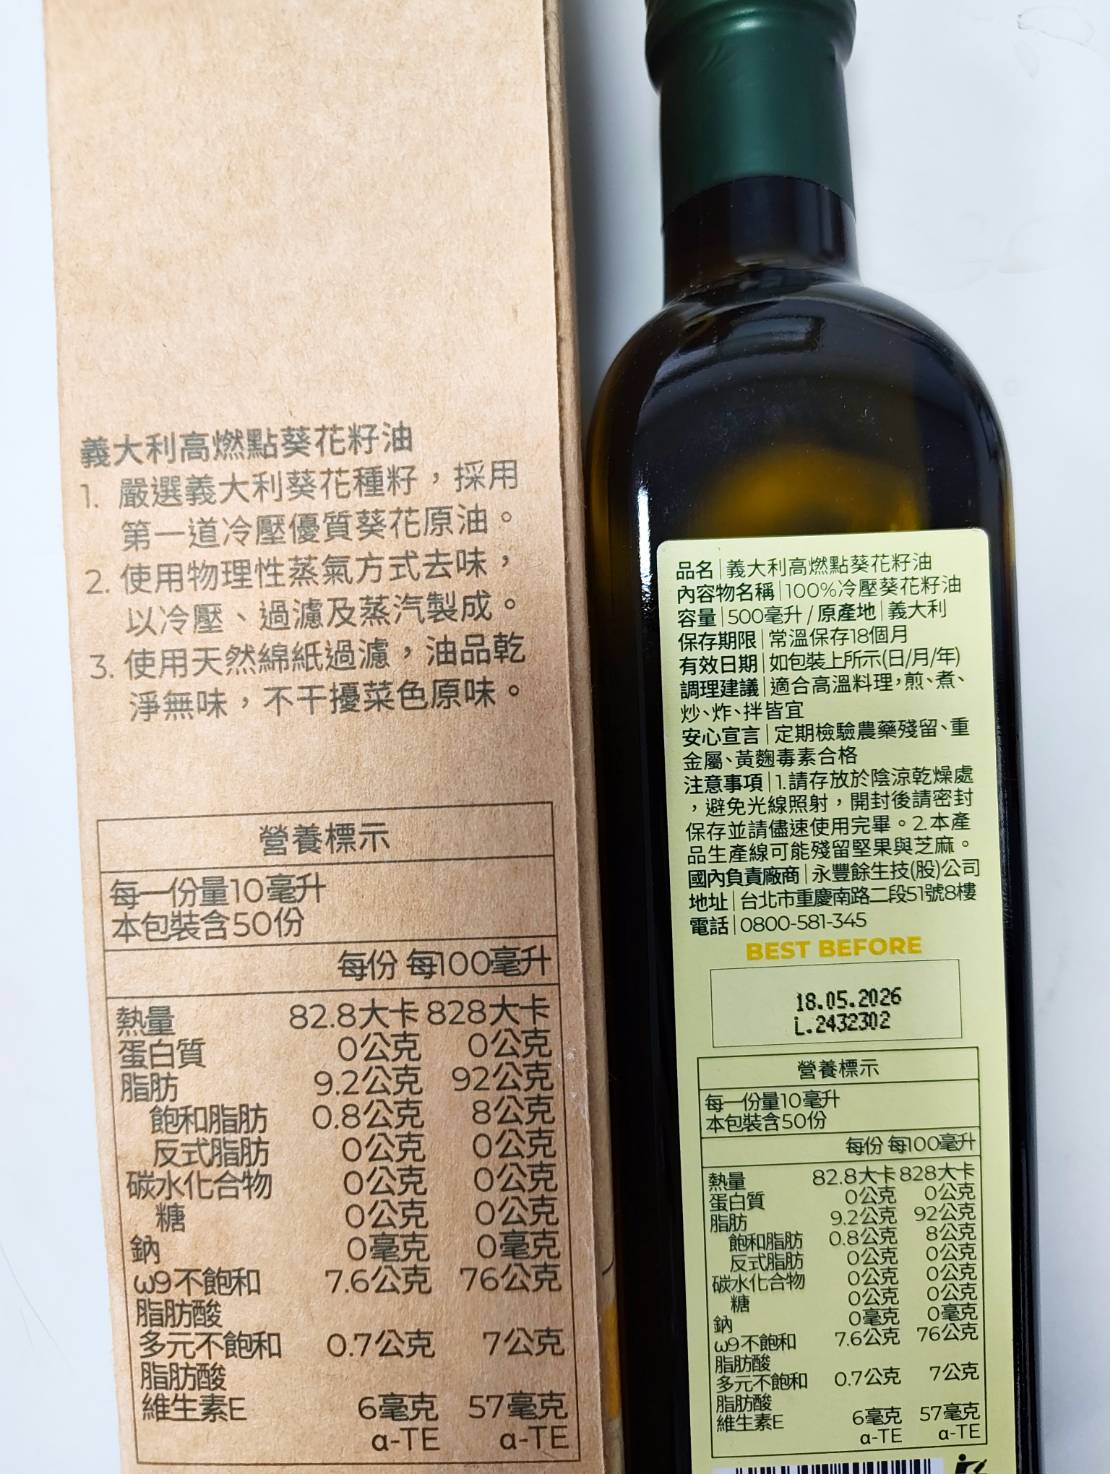 義大利高燃點葵花籽油
1. 嚴選義大利葵花種籽，採用
第一道冷壓優質葵花原油。
2. 使用物理性蒸氣方式去味，
以冷壓、過濾及蒸汽製成。
3. 使用天然綿紙過濾，油品乾
淨無味，不干擾菜色原味。
營養標示
每一份量10毫升
本包裝含50份
每份 每100毫升
熱量 82.8大卡 828大卡
蛋白質 0公克 0公克
脂肪 9.2公克 92公克
飽和脂肪 0.8公克 8公克
反式脂肪 0公克 0公克
碳水化合物 0公克 0公克
糖 0公克 0公克
鈉 0毫克 0毫克
ω9不飽和 7.6公克 76公克
脂肪酸
多元不飽和 0.7公克 7公克
脂肪酸
維生素E 6毫克 57毫克
α-TE α-TE
品名|義大利高燃點葵花籽油
內容物名稱|100%冷壓葵花籽油
容量|500毫升/原產地|義大利
保存期限|常溫保存18個月
有效日期|如包裝上所示(日/月/年)
調理建議|適合高溫料理，煎、煮、
炒、炸、拌皆宜
安心宣言|定期檢驗農藥殘留、重
金屬、黃麴毒素合格
注意事項|1.請存放於陰涼乾燥處
，避免光線照射，開封後請密封
保存並請儘速使用完畢。2.本產
品生產線可能殘留堅果與芝麻。
國內負責廠商|永豐餘生技(股)公司
地址|台北市重慶南路二段51號8樓
電話|0800-581-345
BEST BEFORE
18.05.2026
L.2432302
營養標示
每一份量10毫升
本包裝含50份
每份 每100毫升
熱量 82.8大卡 828大卡
蛋白質 0公克 0公克
脂肪 9.2公克 92公克
飽和脂肪 0.8公克 8公克
反式脂肪 0公克 0公克
碳水化合物 0公克 0公克
糖 0公克 0公克
鈉 0毫克 0毫克
ω9不飽和 7.6公克 76公克
脂肪酸
多元不飽和 0.7公克 7公克
脂肪酸
維生素E 6毫克 57毫克
α-TE α-TE